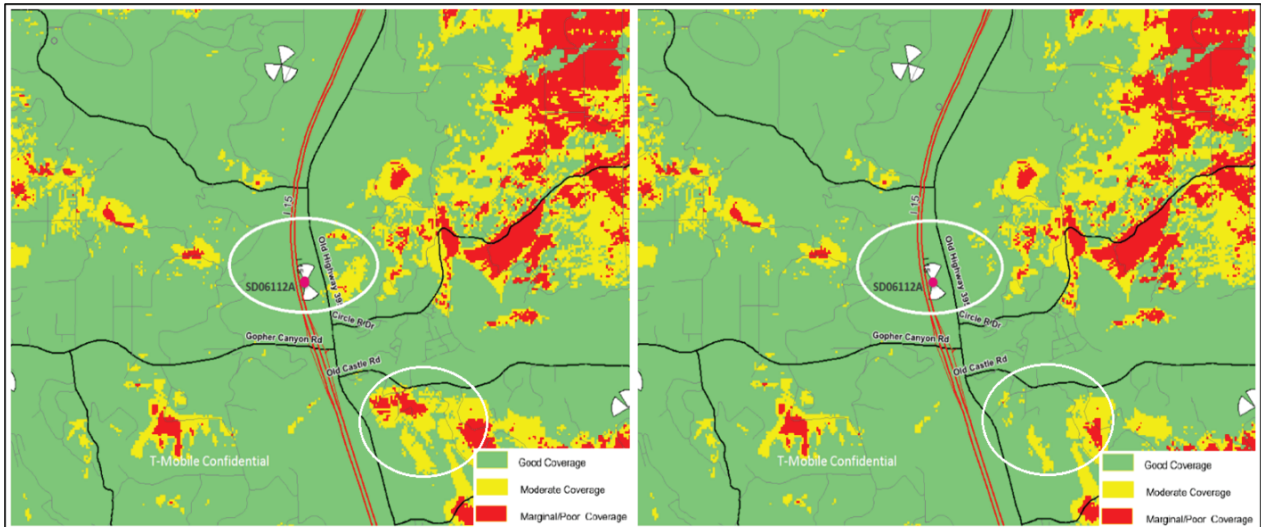 I 15
Old Highway 395
SD06112A
Circle R Dr
Gopher Canyon Rd
Old Castle Rd
T-Mobile Confidential
Good Coverage
Moderate Coverage
Marginal/Poor Coverage
I 15
Old Highway 395
SD06112A
Circle R Dr
Gopher Canyon Rd
Old Castle Rd
T-Mobile Confidential
Good Coverage
Moderate Coverage
Marginal/Poor Coverage